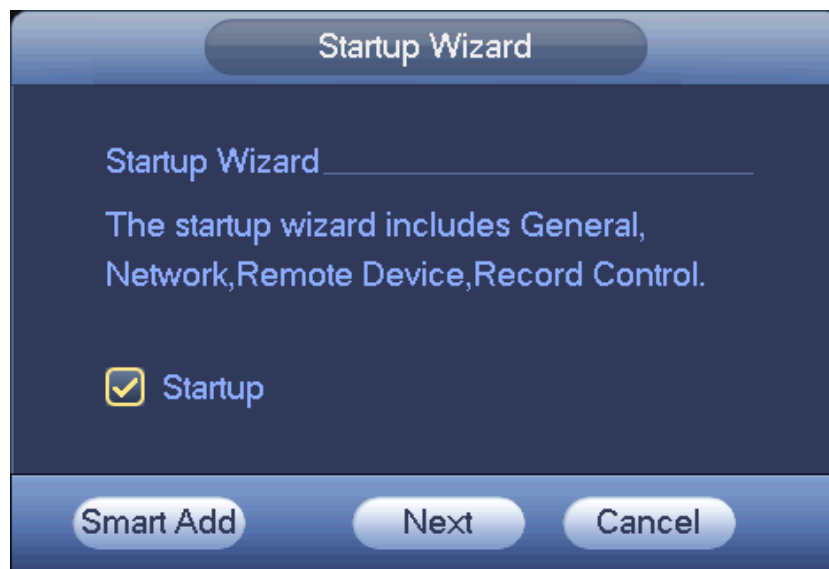 Startup Wizard
Startup Wizard
The startup wizard includes General,
Network,Remote Device,Record Control.
Startup
Smart Add Next Cancel